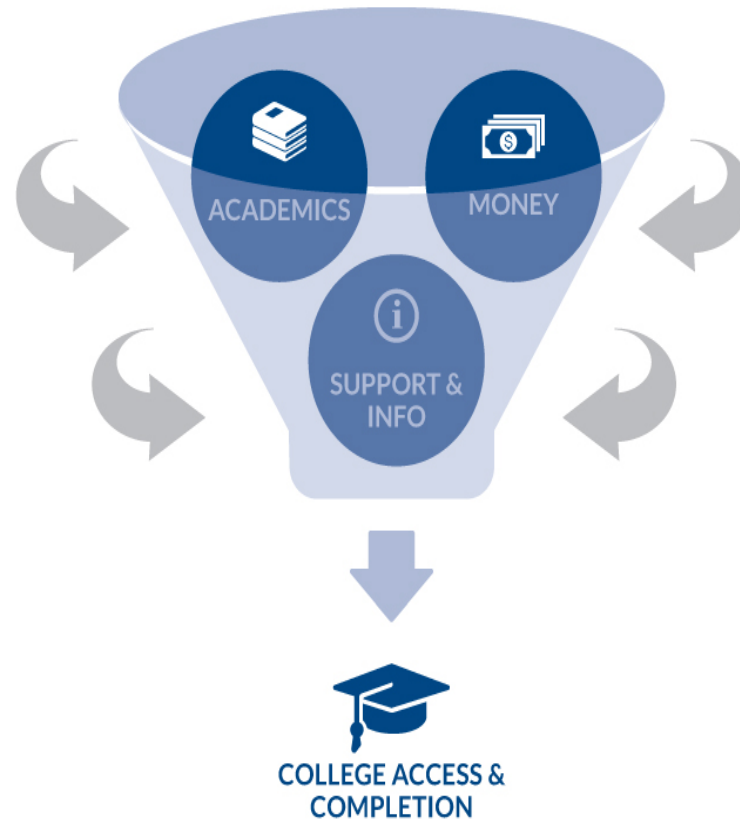 ACADEMICS
MONEY
SUPPORT &
INFO
COLLEGE ACCESS &
COMPLETION